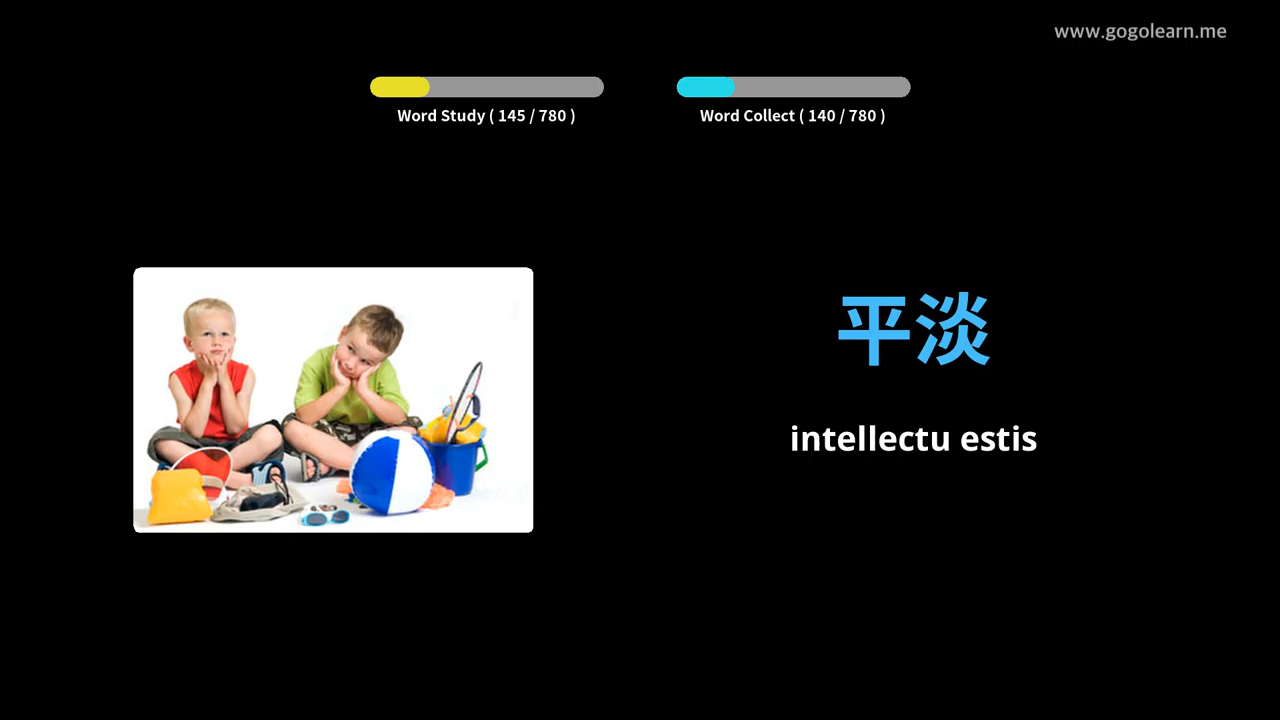 www.gogolearn.me
Word Study ( 145 / 780 )
Word Collect ( 140 / 780 )
平淡
intellectu estis